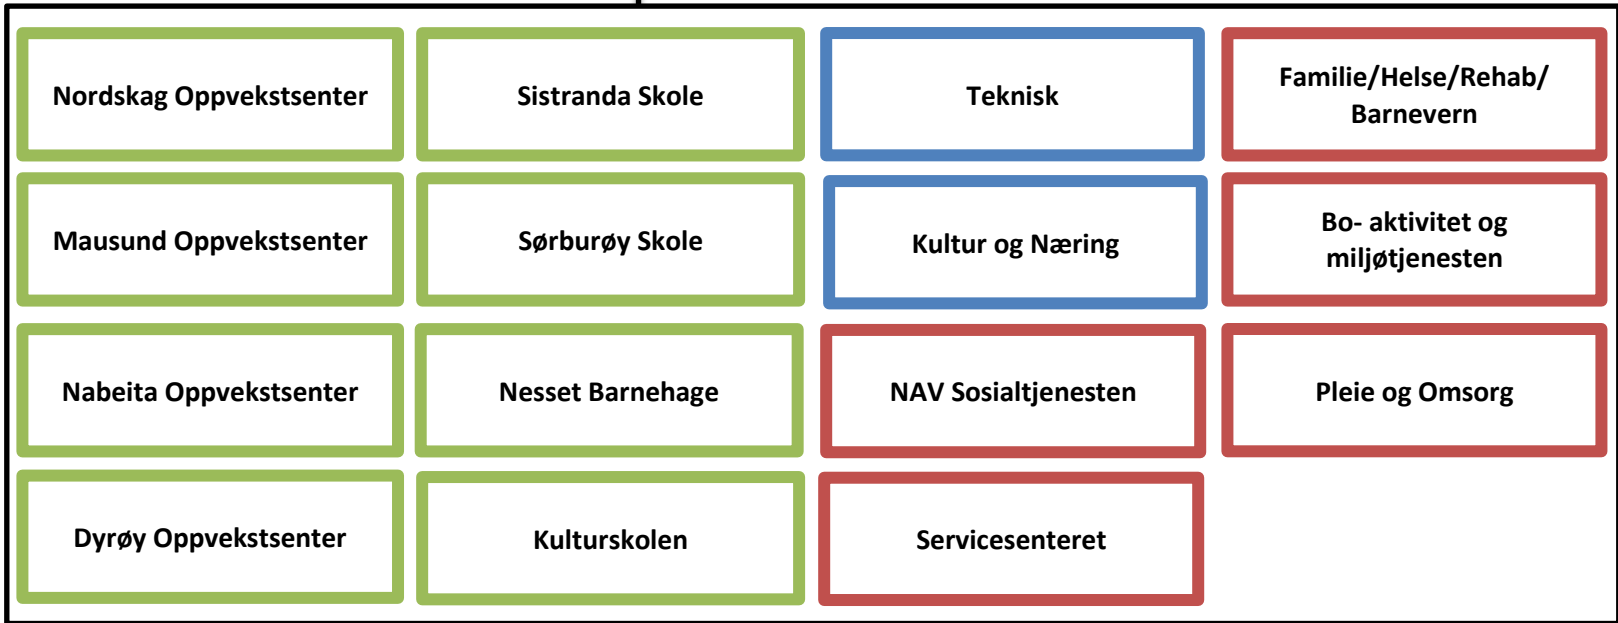 Nordskag Oppvekstsenter
Sistranda Skole
Teknisk
Familie/Helse/Rehab/
Barnevern
Mausund Oppvekstsenter
Sørburøy Skole
Kultur og Næring
Bo- aktivitet og
miljøtjenesten
Nabeita Oppvekstsenter
Nesset Barnehage
NAV Sosialtjenesten
Pleie og Omsorg
Dyrøy Oppvekstsenter
Kulturskolen
Servicesenteret